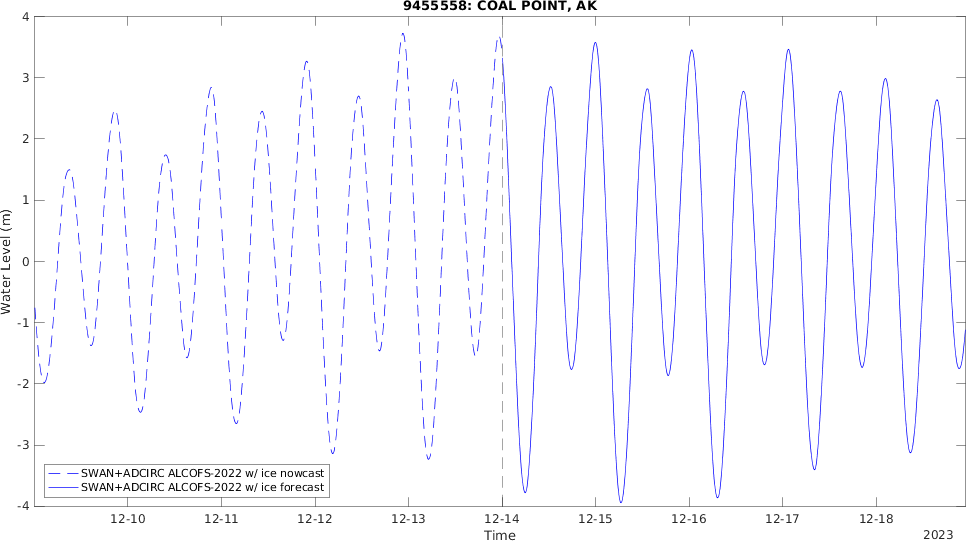 9455558: COAL POINT, AK
4
3
2
1
0
-1
-2
-3
-4
Water Level (m)
SWAN+ADCIRC ALCOFS-2022 w/ ice nowcast
SWAN+ADCIRC ALCOFS-2022 w/ ice forecast
12-10 12-11 12-12 12-13 12-14 12-15 12-16 12-17 12-18
Time
2023